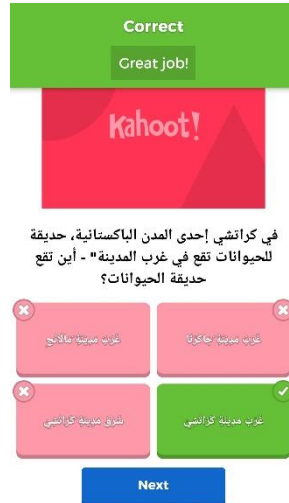 Correct
Great job!
Kahoot!
في كراتشي إحدى المدن الباكستانية، حديقة
للحيوانات تقع في غرب المدينة" - أين تقع
حديقة الحيوانات؟
غرب مدينة جاكرتا
غرب مدينة مالانج
غرب مدينة كراتشي
شرق مدينة كراتشي
Next